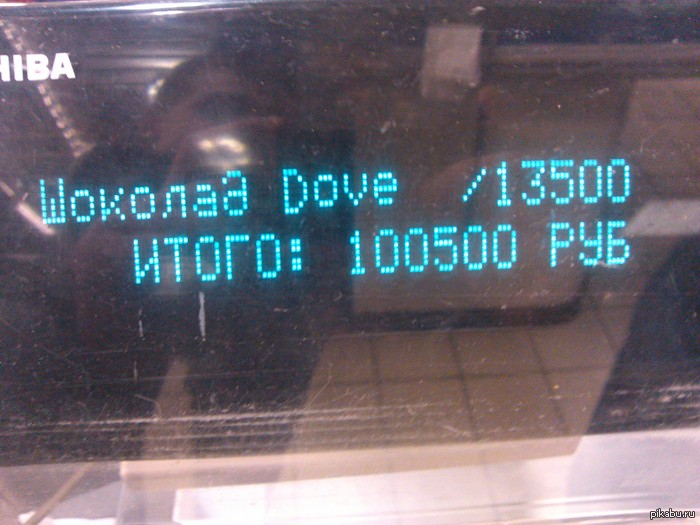 HIBA
Шоколад Dove /13500
ИТОГО: 100500 РУБ
pikabu.ru